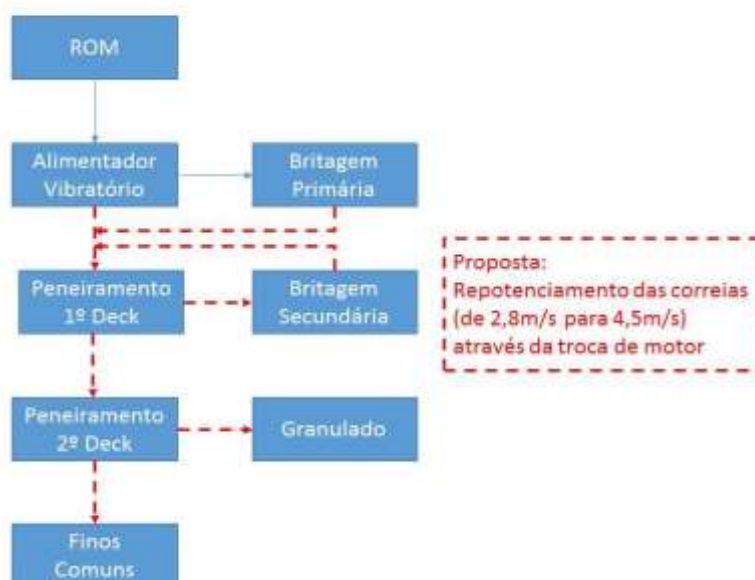 ROM
Alimentador
Vibratório
Britagem
Primária
Peneiramento
1º Deck
Britagem
Secundária
Proposta:
Repotenciamento das correias
(de 2,8m/s para 4,5m/s)
através da troca de motor
Peneiramento
2º Deck
Granulado
Finos
Comuns